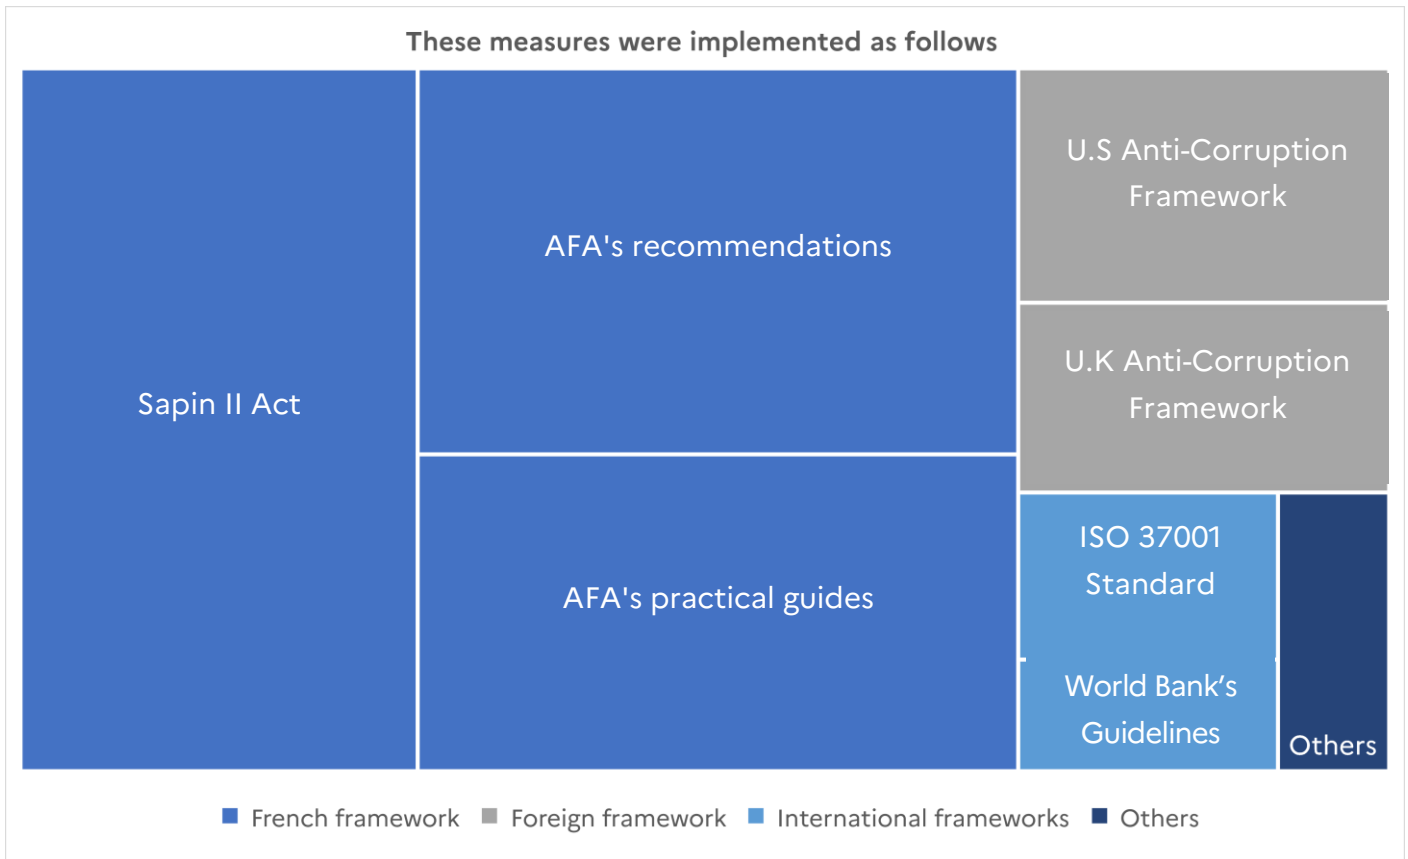 These measures were implemented as follows
Sapin II Act
AFA's recommendations
AFA's practical guides
U.S Anti-Corruption
Framework
U.K Anti-Corruption
Framework
ISO 37001
Standard
World Bank’s
Guidelines
Others
French framework
Foreign framework
International frameworks
Others